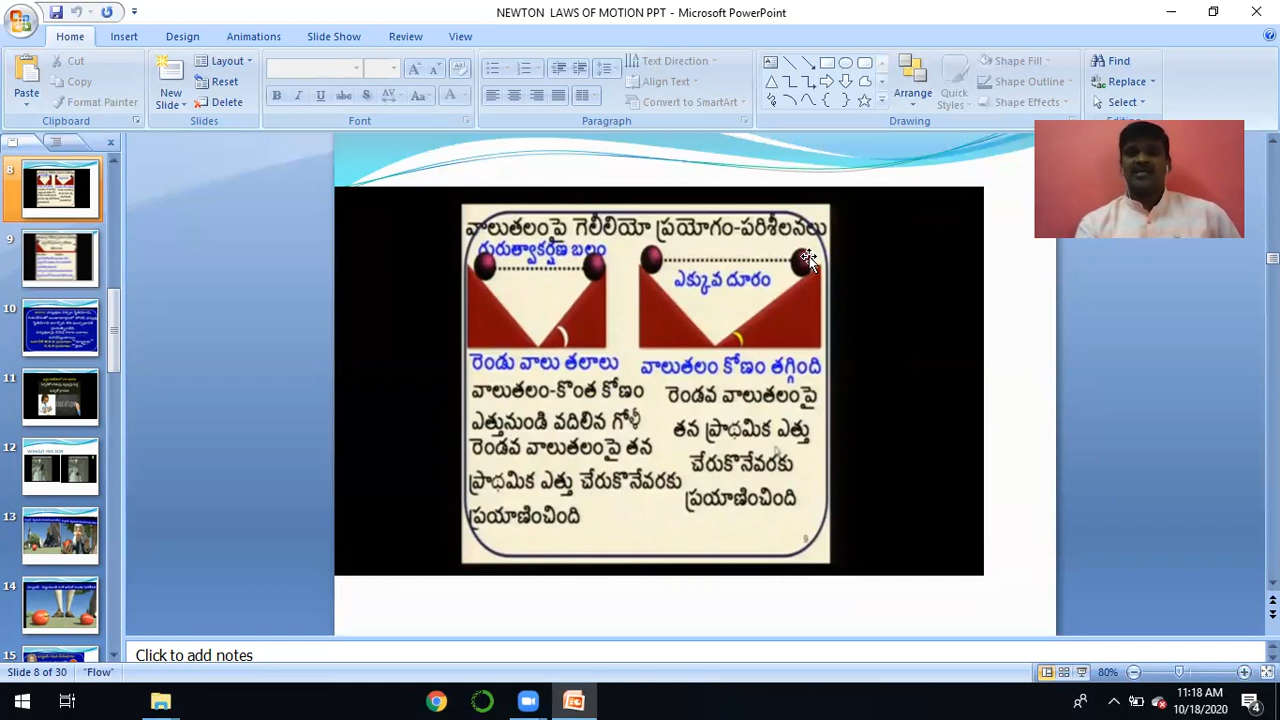 NEWTON LAWS OF MOTION PPT - Microsoft PowerPoint
Home Insert Design Animations Slide Show Review View
Paste
Cut
Copy
Format Painter
Clipboard
New Slide
Layout
Reset
Delete
Slides
Font
Text Direction
Align Text
Convert to SmartArt
Paragraph
Arrange
Quick Styles
Shape Fill
Shape Outline
Shape Effects
Drawing
Find
Replace
Select
8
9
10
11
12
13
14
15
వాలుతలంపై గెలీలియో ప్రయోగం-పరిశీలనలు
గురుత్వాకర్షణ బలం
ఎక్కువ దూరం
రెండు వాలు తలాలు
వాలుతలం-కొంత కోణం
ఎత్తునుండి వదిలిన గోళీ
రెండవ వాలుతలంపై తన
ప్రాథమిక ఎత్తు చేరుకొనేవరకు
ప్రయాణించింది
వాలుతలం కోణం తగ్గింది
రెండవ వాలుతలంపై
తన ప్రాథమిక ఎత్తు
చేరుకొనేవరకు
ప్రయాణించింది
9
Click to add notes
Slide 8 of 30 "Flow" 80%
11:18 AM
10/18/2020
4